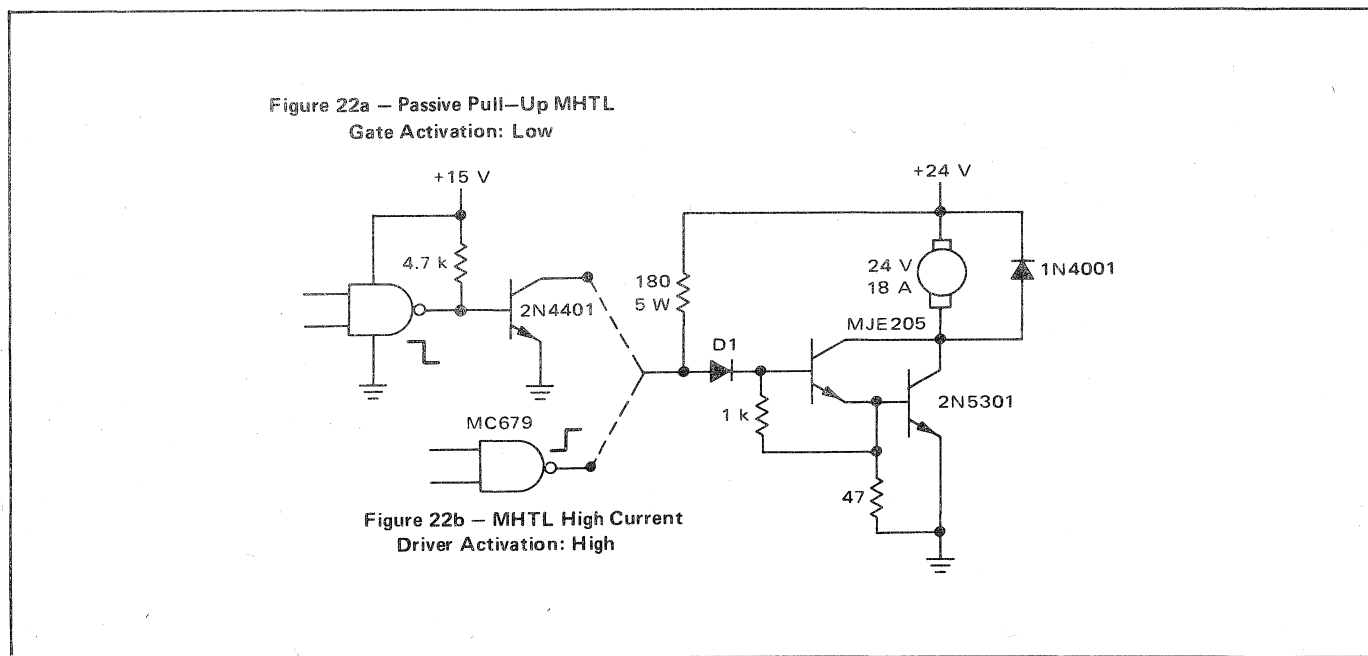 Figure 22a – Passive Pull–Up MHTL
Gate Activation: Low
+15 V
+24 V
4.7 k
2N4401
180
5 W
24 V
18 A
1N4001
MJE205
D1
2N5301
1 k
MC679
47
Figure 22b – MHTL High Current
Driver Activation: High